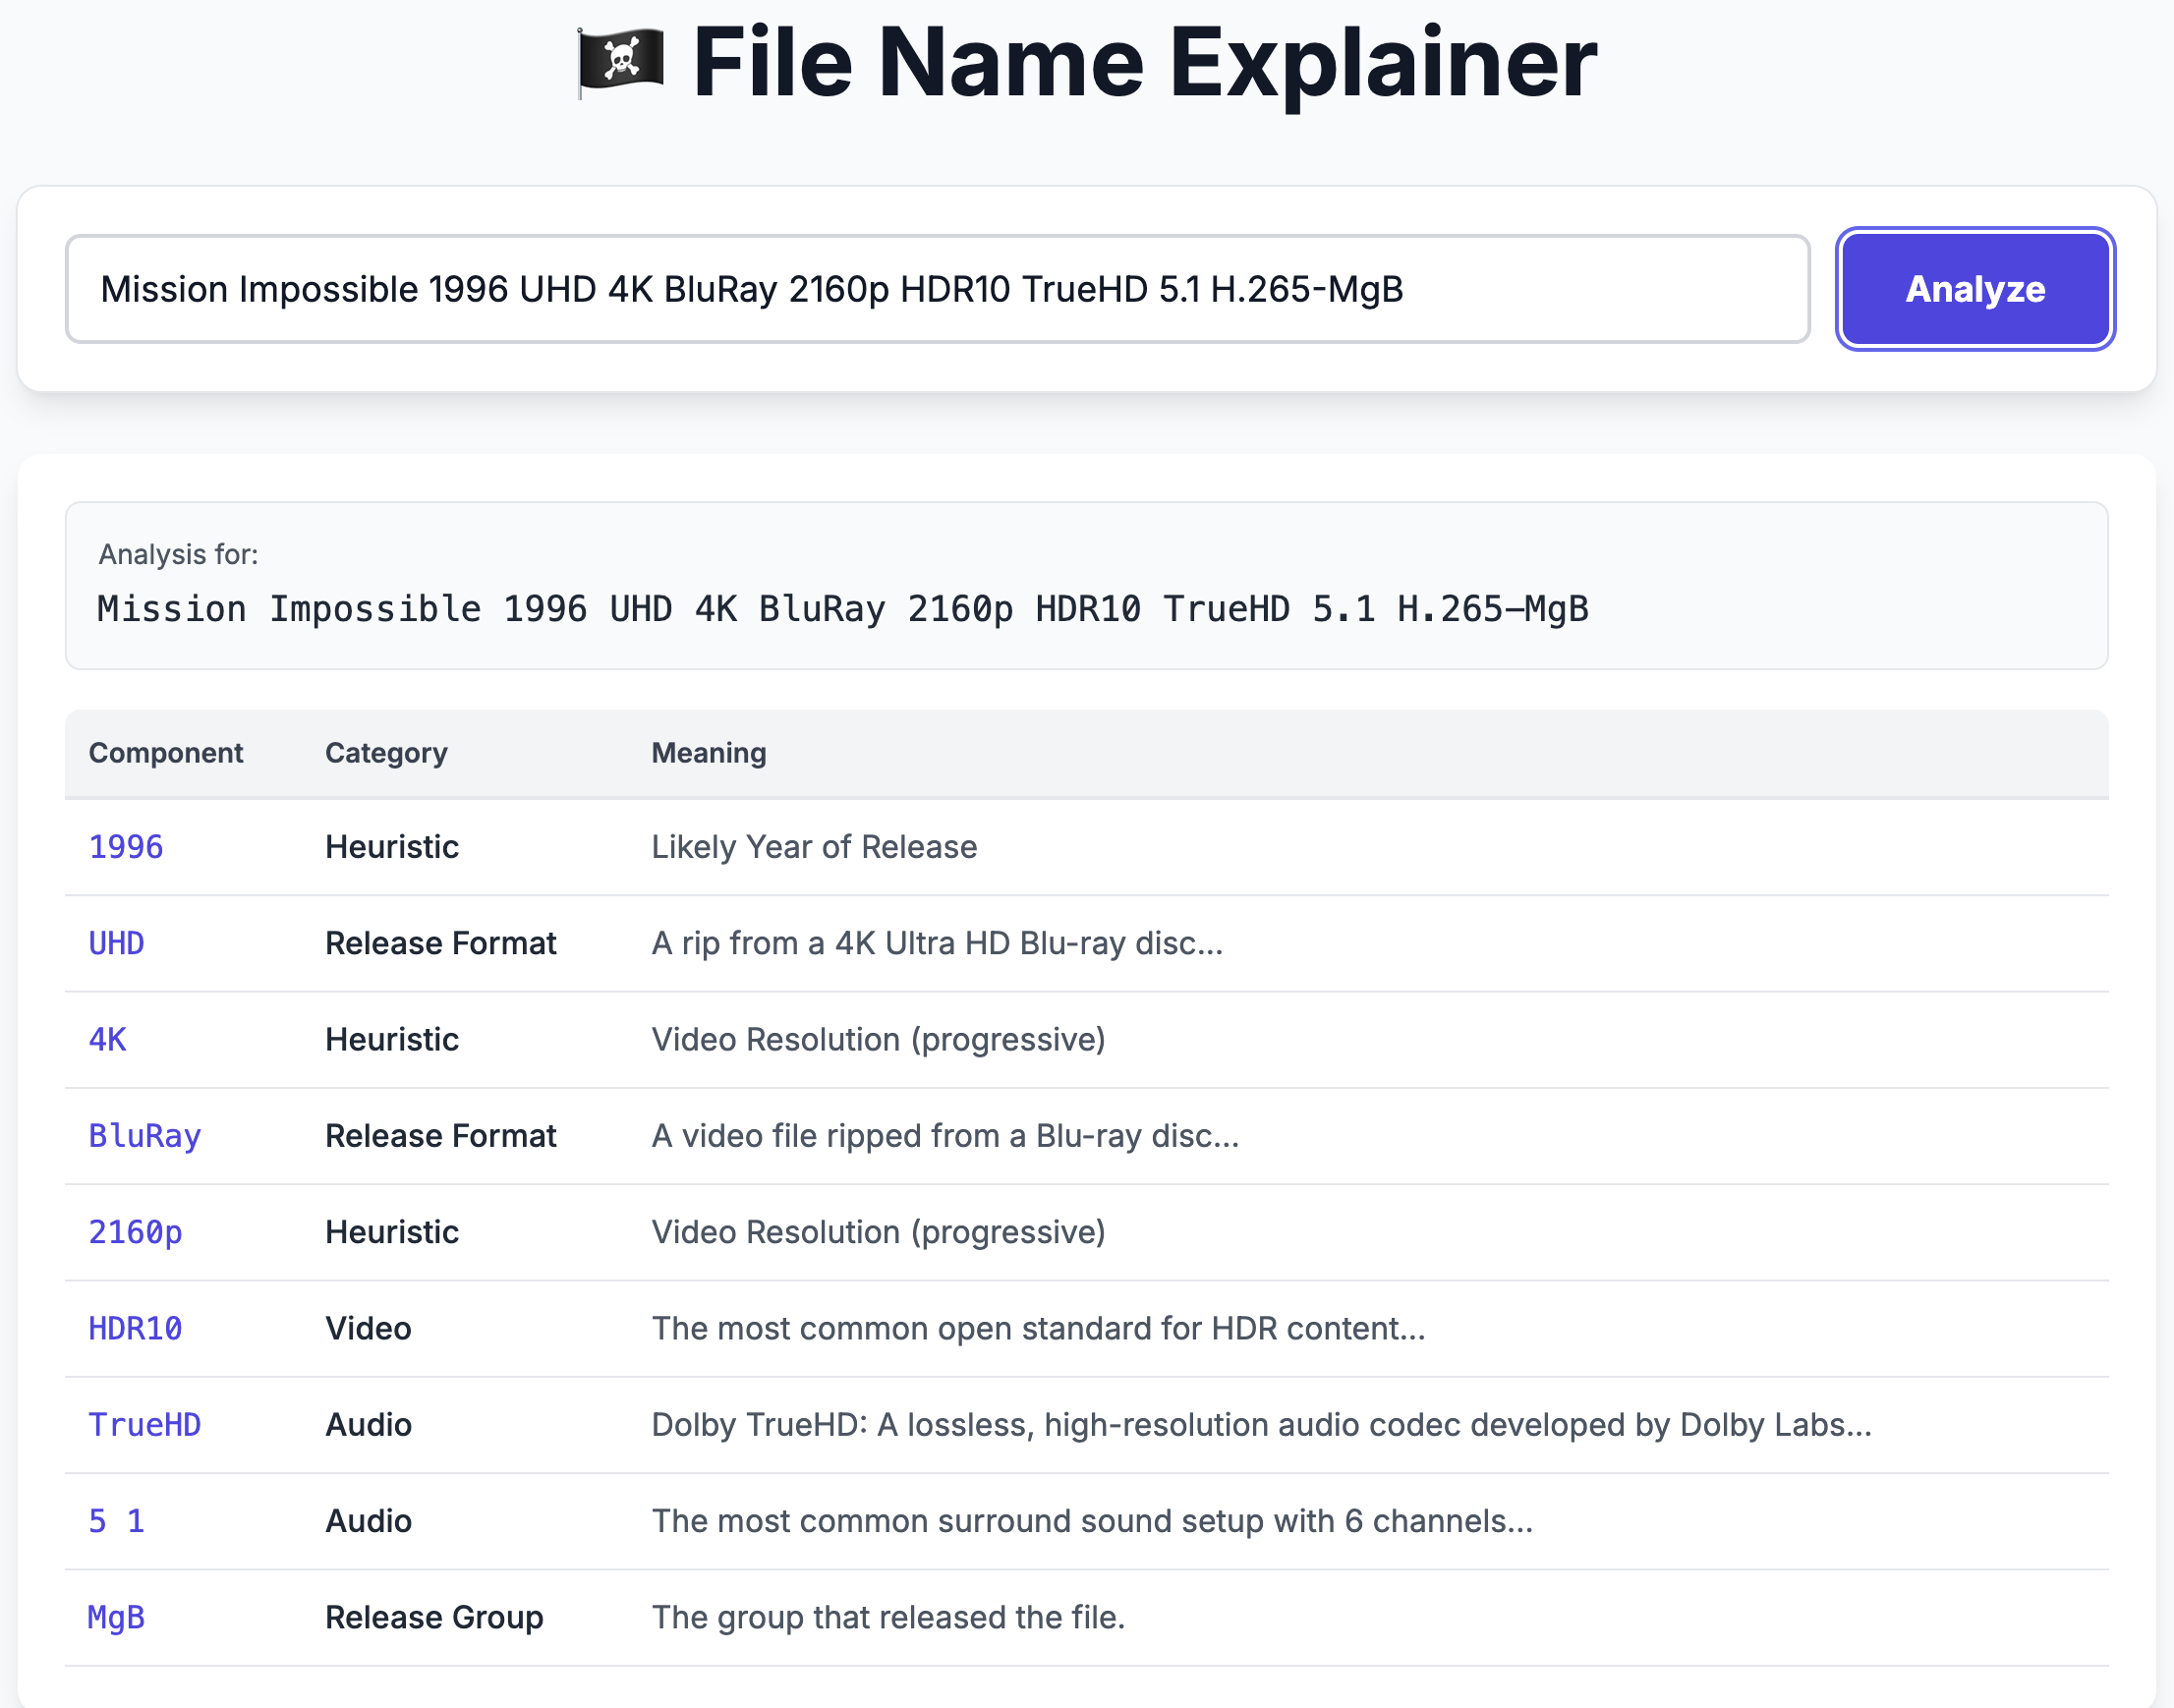 🏴‍☠️ File Name Explainer
Mission Impossible 1996 UHD 4K BluRay 2160p HDR10 TrueHD 5.1 H.265-MgB
Analyze
Analysis for:
Mission Impossible 1996 UHD 4K BluRay 2160p HDR10 TrueHD 5.1 H.265-MgB
Component Category Meaning
1996 Heuristic Likely Year of Release
UHD Release Format A rip from a 4K Ultra HD Blu-ray disc...
4K Heuristic Video Resolution (progressive)
BluRay Release Format A video file ripped from a Blu-ray disc...
2160p Heuristic Video Resolution (progressive)
HDR10 Video The most common open standard for HDR content...
TrueHD Audio Dolby TrueHD: A lossless, high-resolution audio codec developed by Dolby Labs...
5 1 Audio The most common surround sound setup with 6 channels...
MgB Release Group The group that released the file.